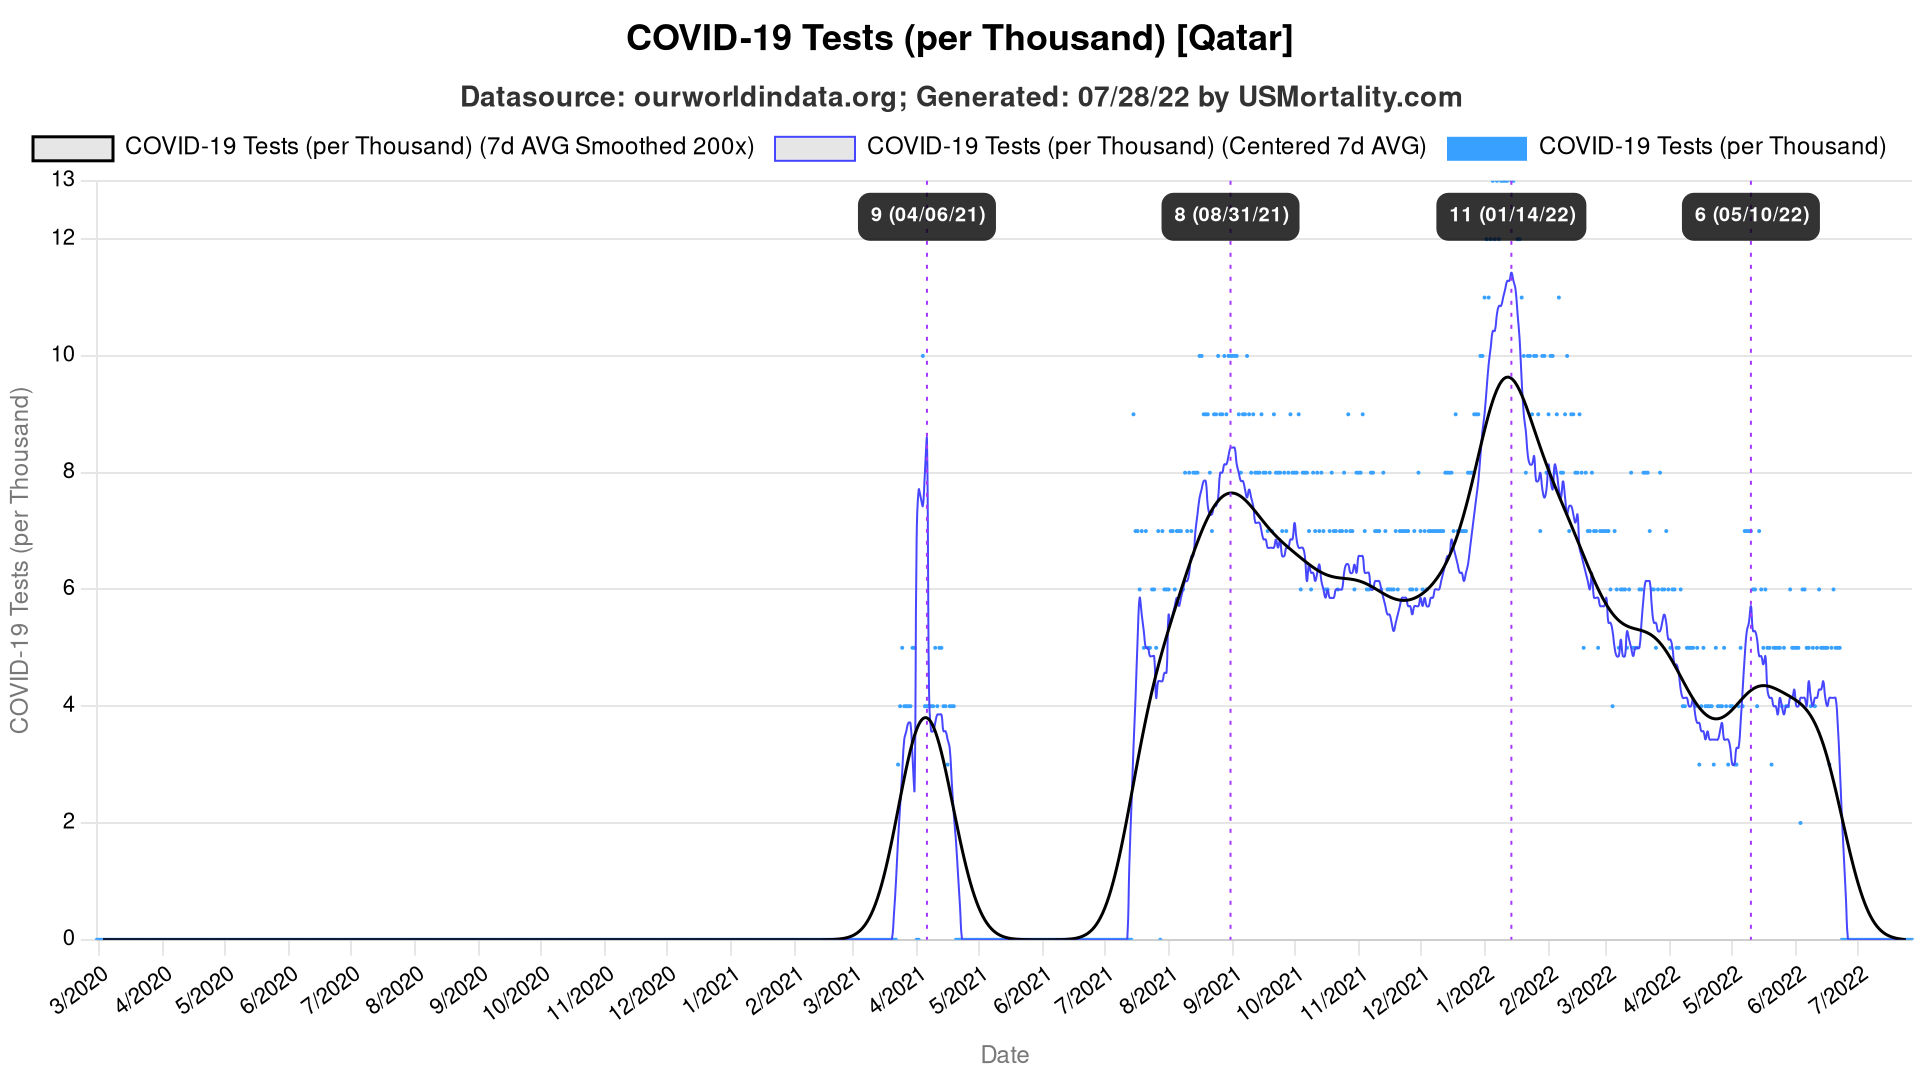 COVID-19 Tests (per Thousand) [Qatar]
Datasource: ourworldindata.org; Generated: 07/28/22 by USMortality.com
COVID-19 Tests (per Thousand) (7d AVG Smoothed 200x) COVID-19 Tests (per Thousand) (Centered 7d AVG) COVID-19 Tests (per Thousand)
13
9 (04/06/21) 8 (08/31/21) 11 (01/14/22) 6 (05/10/22)
12
10
8
6
4
2
0
COVID-19 Tests (per Thousand)
3/2020 4/2020 5/2020 6/2020 7/2020 8/2020 9/2020 10/2020 11/2020 12/2020 1/2021 2/2021 3/2021 4/2021 5/2021 6/2021 7/2021 8/2021 9/2021 10/2021 11/2021 12/2021 1/2022 2/2022 3/2022 4/2022 5/2022 6/2022 7/2022
Date